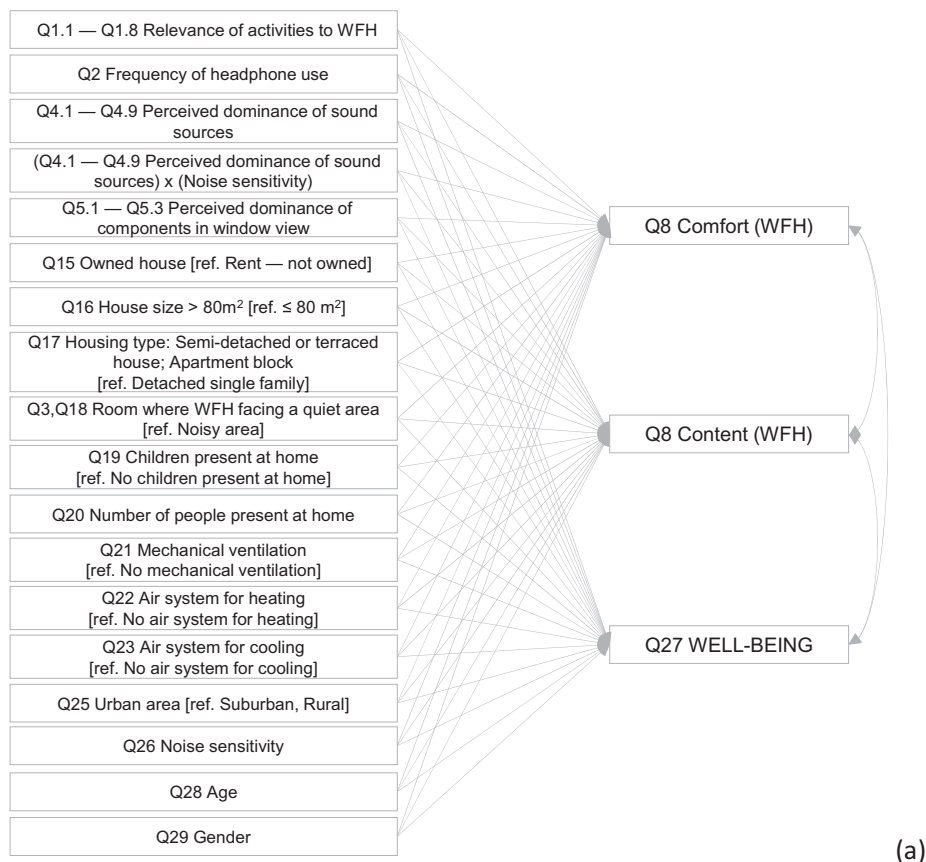 Q1.1 — Q1.8 Relevance of activities to WFH
Q2 Frequency of headphone use
Q4.1 — Q4.9 Perceived dominance of sound
sources
(Q4.1 — Q4.9 Perceived dominance of sound
sources) x (Noise sensitivity)
Q5.1 — Q5.3 Perceived dominance of
components in window view
Q15 Owned house [ref. Rent — not owned]
Q16 House size > 80m² [ref. ≤ 80 m²]
Q17 Housing type: Semi-detached or terraced
house; Apartment block
[ref. Detached single family]
Q3,Q18 Room where WFH facing a quiet area
[ref. Noisy area]
Q19 Children present at home
[ref. No children present at home]
Q20 Number of people present at home
Q21 Mechanical ventilation
[ref. No mechanical ventilation]
Q22 Air system for heating
[ref. No air system for heating]
Q23 Air system for cooling
[ref. No air system for cooling]
Q25 Urban area [ref. Suburban, Rural]
Q26 Noise sensitivity
Q28 Age
Q29 Gender
Q8 Comfort (WFH)
Q8 Content (WFH)
Q27 WELL-BEING
(a)